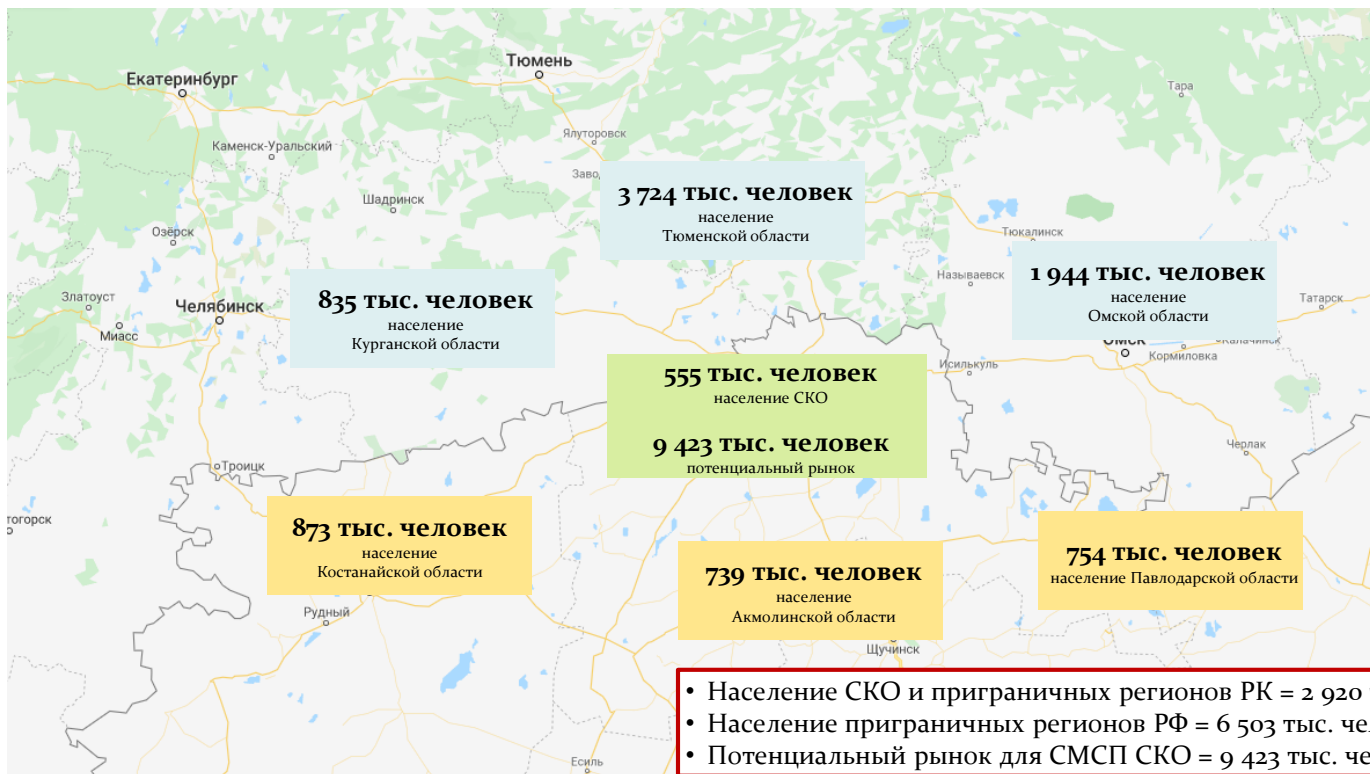 Тюмень
Екатеринбург
Тара
Ялуторовск
Каменск-Уральский
Заво
3 724 тыс. человек
население
Тюменской области
Шадринск
Озёрск
Тюкалинск
1 944 тыс. человек
население
Омской области
Называевск
835 тыс. человек
население
Курганской области
Златоуст
Челябинск
Миасс
Татарск
Омск
Калачинск
Кормиловка
Исилькуль
555 тыс. человек
население СКО
9 423 тыс. человек
потенциальный рынок
Черлак
Троицк
тогорск
873 тыс. человек
население
Костанайской области
739 тыс. человек
население
Акмолинской области
754 тыс. человек
население Павлодарской области
Рудный
Щучинск
Есиль
• Население СКО и приграничных регионов РК = 2 920
• Население приграничных регионов РФ = 6 503 тыс. че
• Потенциальный рынок для СМСП СКО = 9 423 тыс. че